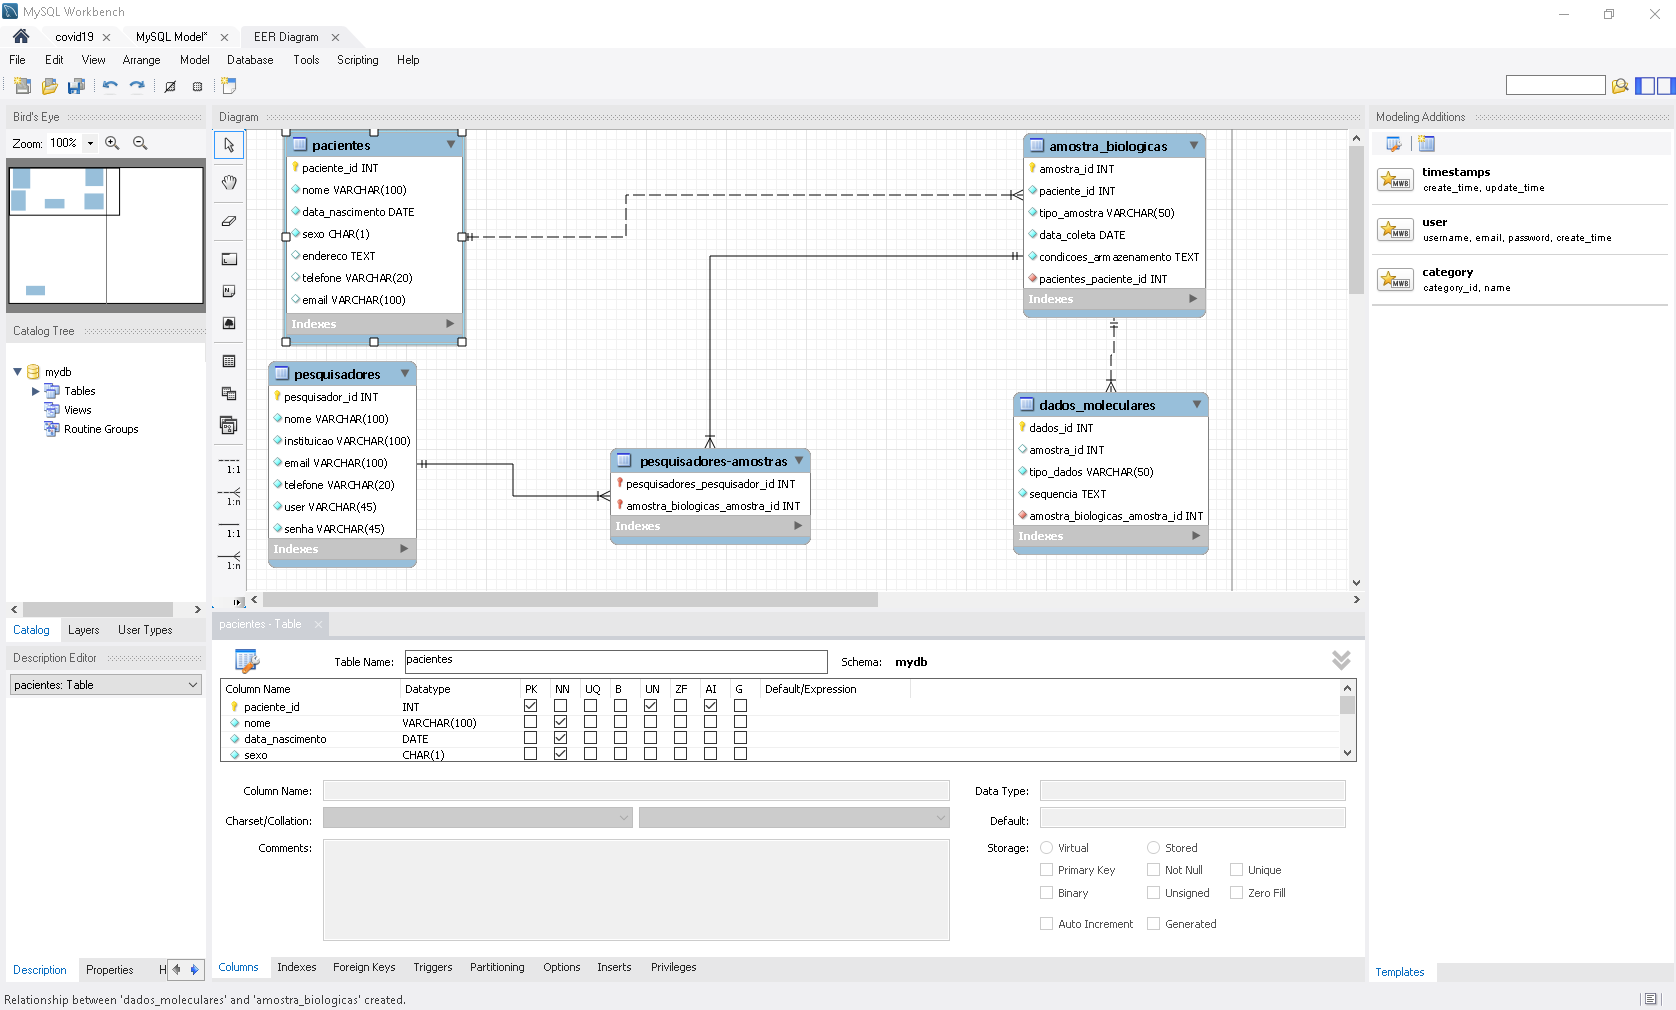 MySQL Workbench
covid19
MySQL Model*
EER Diagram
File Edit View Arrange Model Database Tools Scripting Help
Bird's Eye
Zoom: 100%
Catalog Tree
mydb
Tables
Views
Routine Groups
Catalog Layers User Types
Description Editor
pacientes: Table
Description Properties H
Diagram
1:1
1:n
1:1
1:n
pacientes
paciente_id INT
nome VARCHAR(100)
data_nascimento DATE
sexo CHAR(1)
endereco TEXT
telefone VARCHAR(20)
email VARCHAR(100)
Indexes
pesquisadores
pesquisador_id INT
nome VARCHAR(100)
instituicao VARCHAR(100)
email VARCHAR(100)
telefone VARCHAR(20)
user VARCHAR(45)
senha VARCHAR(45)
Indexes
pesquisadores-amostras
pesquisadores_pesquisador_id INT
amostra_biologicas_amostra_id INT
Indexes
amostra_biologicas
amostra_id INT
paciente_id INT
tipo_amostra VARCHAR(50)
data_coleta DATE
condicoes_armazenamento TEXT
pacientes_paciente_id INT
Indexes
dados_moleculares
dados_id INT
amostra_id INT
tipo_dados VARCHAR(50)
sequencia TEXT
amostra_biologicas_amostra_id INT
Indexes
Modeling Additions
MWB
timestamps
create_time, update_time
MWB
user
username, email, password, create_time
MWB
category
category_id, name
Templates
pacientes - Table
Table Name: pacientes Schema: mydb
Column Name Datatype PK NN UQ B UN ZF AI G Default/Expression
paciente_id INT
nome VARCHAR(100)
data_nascimento DATE
sexo CHAR(1)
Column Name: Data Type:
Charset/Collation: Default:
Comments: Storage: Virtual Stored
Primary Key Not Null Unique
Binary Unsigned Zero Fill
Auto Increment Generated
Columns Indexes Foreign Keys Triggers Partitioning Options Inserts Privileges
Relationship between 'dados_moleculares' and 'amostra_biologicas' created.